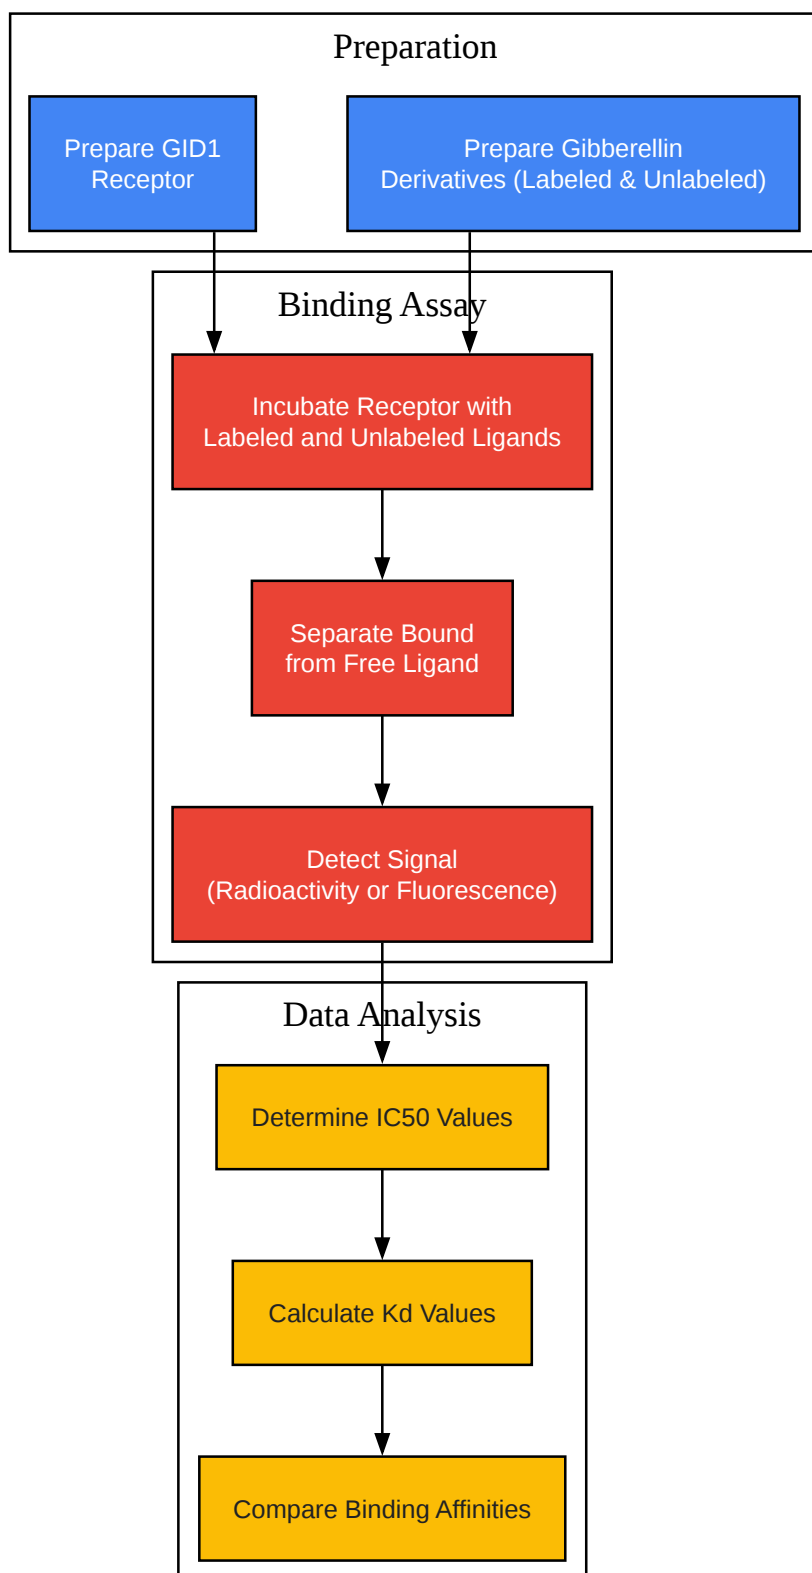 Preparation
Prepare GID1
Receptor
Prepare Gibberellin
Derivatives (Labeled & Unlabeled)
Binding Assay
Incubate Receptor with
Labeled and Unlabeled Ligands
Separate Bound
from Free Ligand
Detect Signal
(Radioactivity or Fluorescence)
Data Analysis
Determine IC50 Values
Calculate Kd Values
Compare Binding Affinities